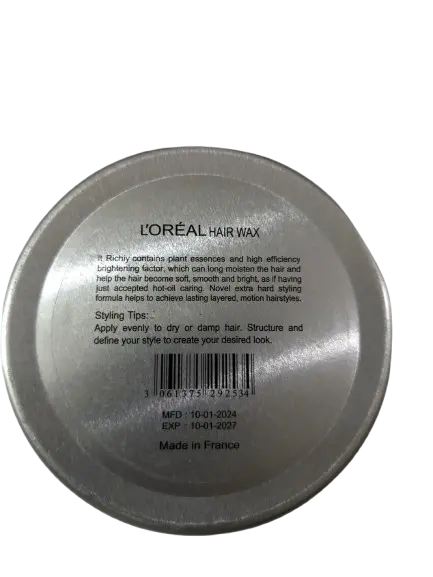 L'ORÉAL HAIR WAX
It Richly contains plant essences and high efficiency
brightening factor, which can long moisten the hair and
help the hair become soft, smooth and bright, as if having
just accepted hot-oil caring. Novel extra hard styling
formula helps to achieve lasting layered, motion hairstyles.
Styling Tips:
Apply evenly to dry or damp hair. Structure and
define your style to create your desired look.
3 061375 292534
MFD : 10-01-2024
EXP : 10-01-2027
Made in France